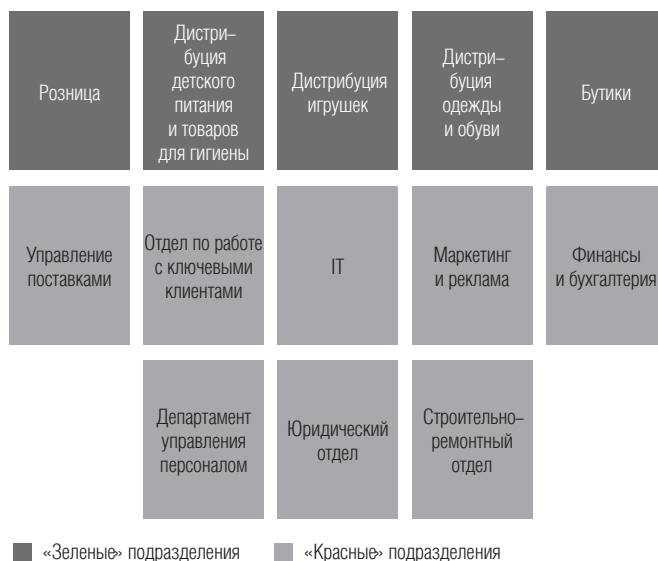 Розница
Дистри–
буция
детского
питания
и товаров
для гигиены
Дистрибуция
игрушек
Дистри–
буция
одежды
и обуви
Бутики
Управление
поставками
Отдел по работе
с ключевыми
клиентами
IT
Маркетинг
и реклама
Финансы
и бухгалтерия
Департамент
управления
персоналом
Юридический
отдел
Строительно–
ремонтный
отдел
«Зеленые» подразделения
«Красные» подразделения